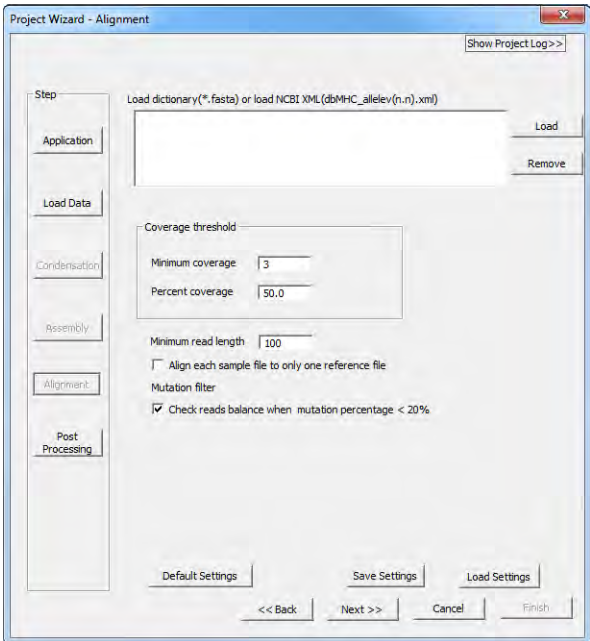 Project Wizard - Alignment
Show Project Log>>
Step
Load dictionary(*.fasta) or load NCBI XML(dbMHC_allelev(n.n).xml)
Application
Load
Remove
Load Data
Coverage threshold
Condensation
Minimum coverage 3
Percent coverage 50.0
Assembly
Minimum read length 100
Align each sample file to only one reference file
Alignment
Mutation filter
Check reads balance when mutation percentage < 20%
Post
Processing
Default Settings Save Settings Load Settings
<< Back Next >> Cancel Finish